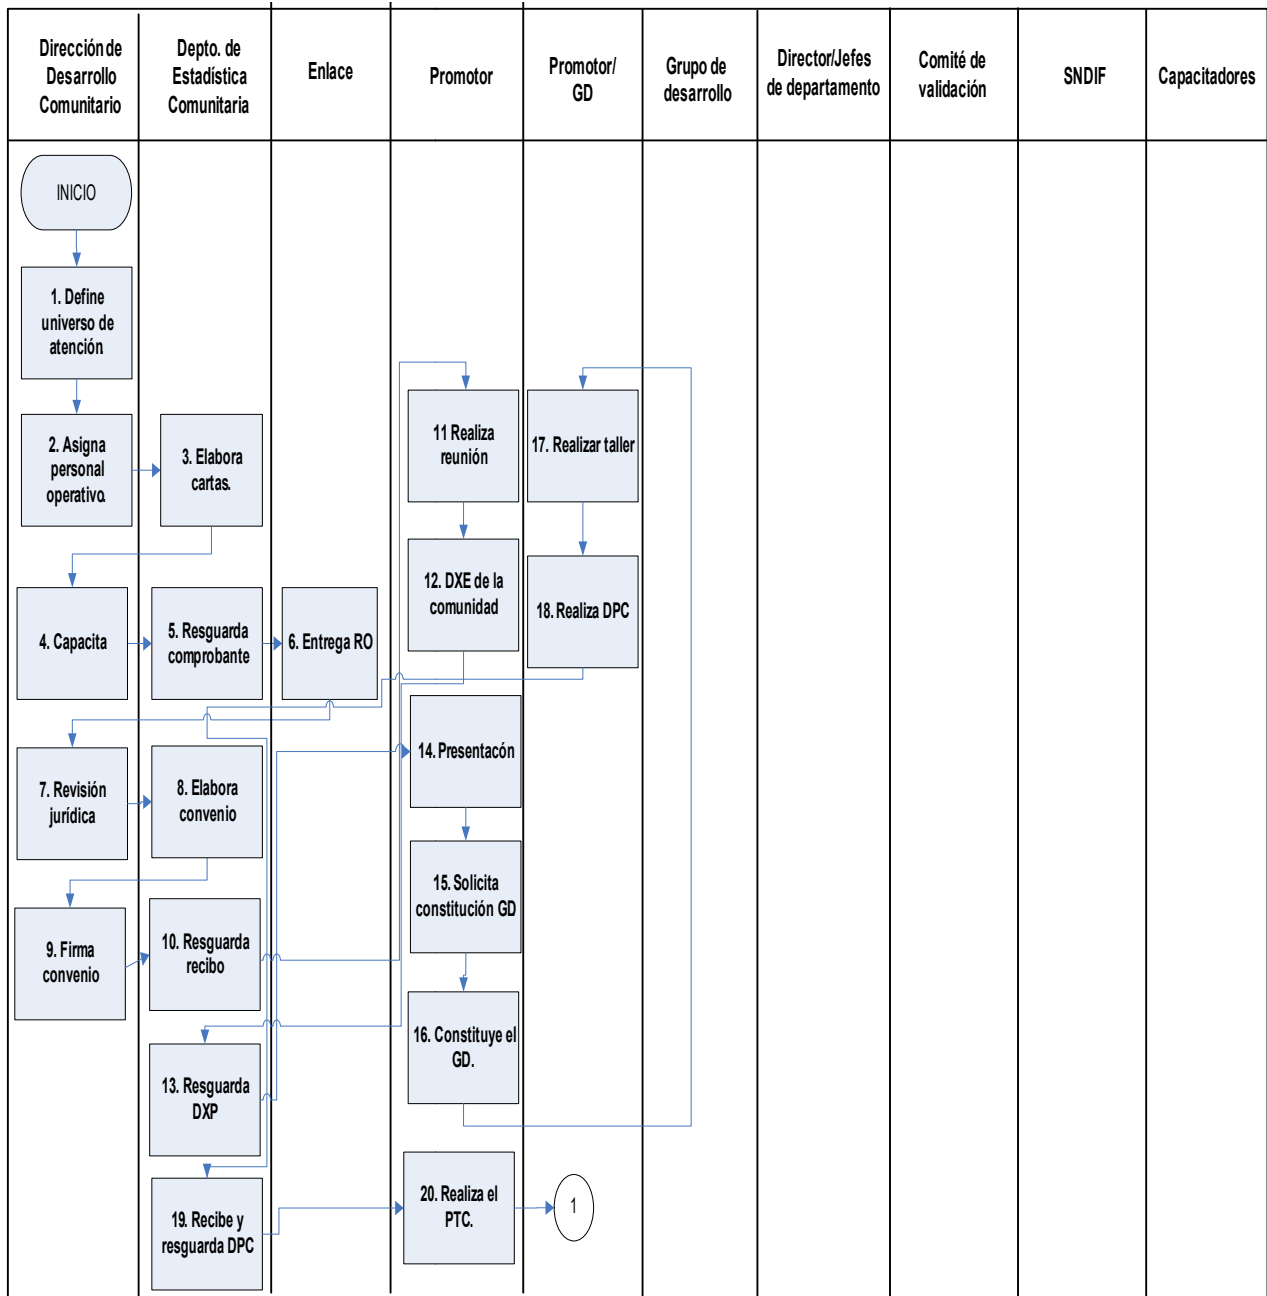 Dirección de
Desarrollo
Comunitario
Depto. de
Estadística
Comunitaria
Enlace
Promotor
Promotor/
GD
Grupo de
desarrollo
Director/Jefes
de departamento
Comité de
validación
SNDIF
Capacitadores
INICIO
1. Define
universo de
atención
2. Asigna
personal
operativo.
3. Elabora
cartas.
11 Realiza
reunión
17. Realizar taller
12. DXE de la
comunidad
18. Realiza DPC
4. Capacita
5. Resguarda
comprobante
6. Entrega RO
14. Presentacón
7. Revisión
jurídica
8. Elabora
convenio
15. Solicita
constitución GD
9. Firma
convenio
10. Resguarda
recibo
16. Constituye el
GD.
13. Resguarda
DXP
19. Recibe y
resguarda DPC
20. Realiza el
PTC.
1